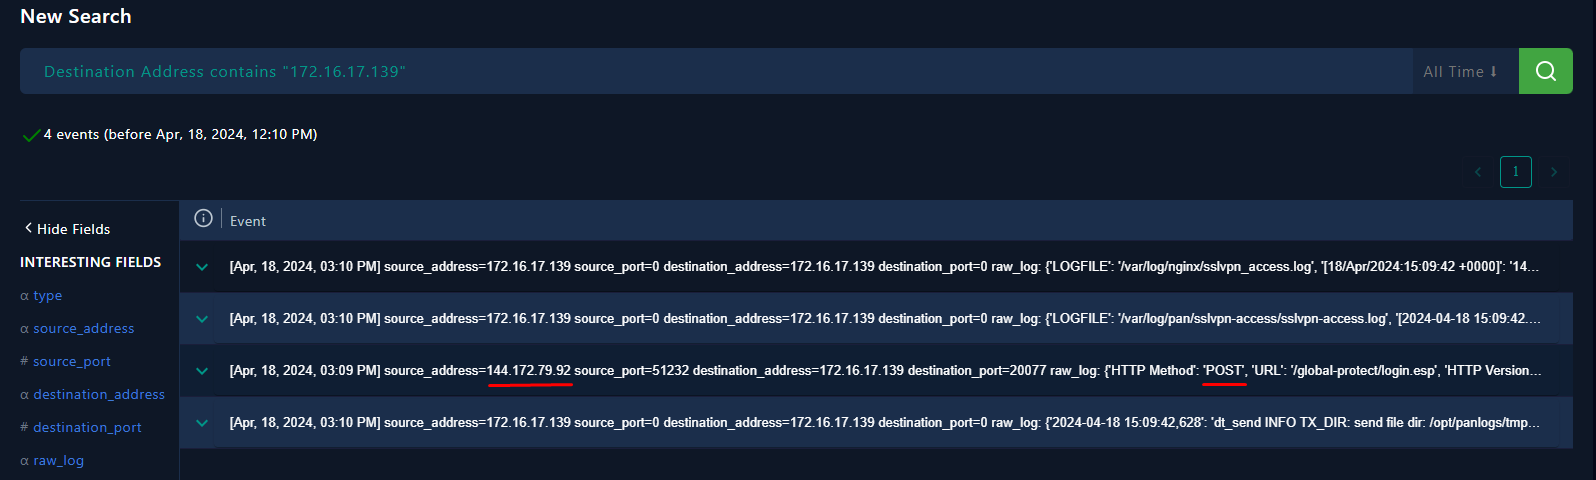 New Search
Destination Address contains "172.16.17.139"
All Time
4 events (before Apr, 18, 2024, 12:10 PM)
1
Hide Fields
Event
INTERESTING FIELDS
[Apr, 18, 2024, 03:10 PM] source_address=172.16.17.139 source_port=0 destination_address=172.16.17.139 destination_port=0 raw_log: {'LOGFILE': '/var/log/nginx/sslvpn_access.log', '[18/Apr/2024:15:09:42 +0000]': '14...
α type
[Apr, 18, 2024, 03:10 PM] source_address=172.16.17.139 source_port=0 destination_address=172.16.17.139 destination_port=0 raw_log: {'LOGFILE': '/var/log/pan/sslvpn-access/sslvpn-access.log', '[2024-04-18 15:09:42....
α source_address
# source_port
[Apr, 18, 2024, 03:09 PM] source_address=144.172.79.92 source_port=51232 destination_address=172.16.17.139 destination_port=20077 raw_log: {'HTTP Method': 'POST', 'URL': '/global-protect/login.esp', 'HTTP Version...
α destination_address
# destination_port
[Apr, 18, 2024, 03:10 PM] source_address=172.16.17.139 source_port=0 destination_address=172.16.17.139 destination_port=0 raw_log: {'2024-04-18 15:09:42,628': 'dt_send INFO TX_DIR: send file dir: /opt/panlogs/tmp...
α raw_log